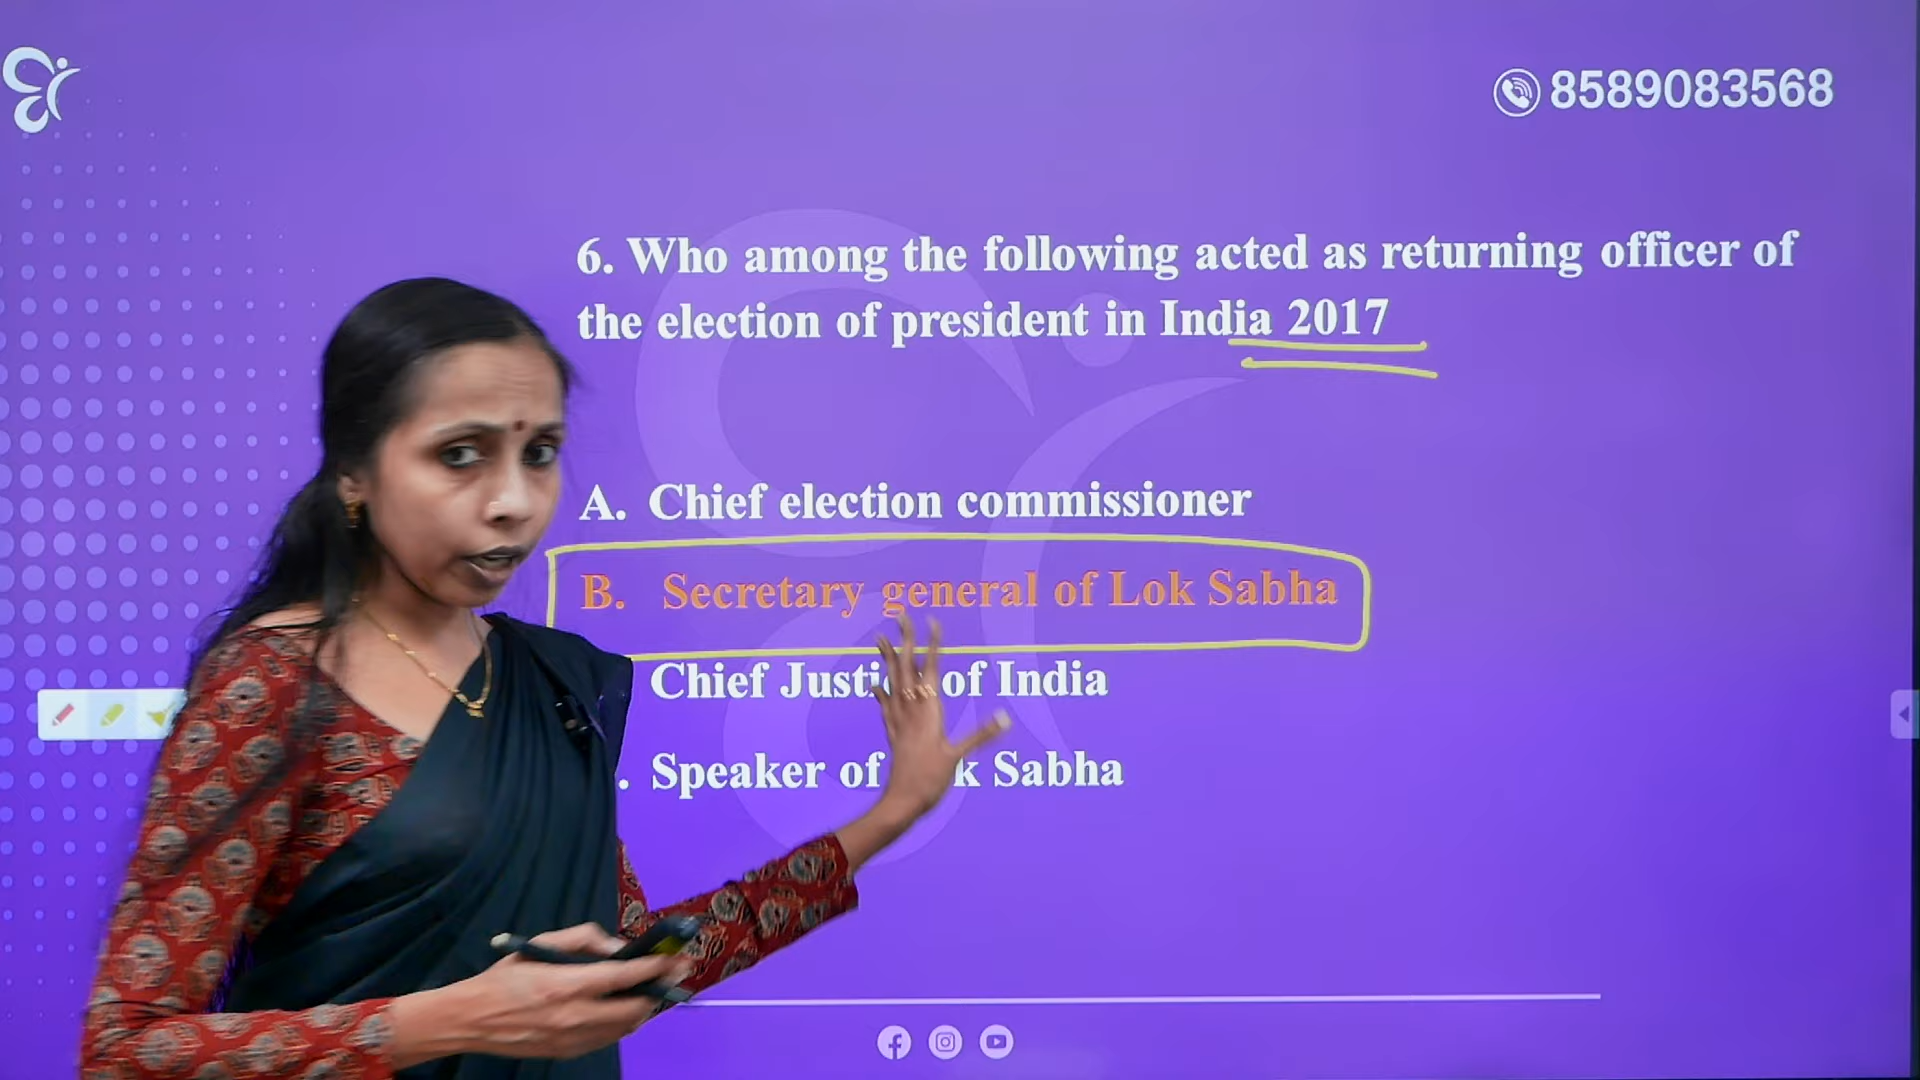 8589083568
6. Who among the following acted as returning officer of
the election of president in India 2017
A. Chief election commissioner
B. Secretary general of Lok Sabha
Chief of India
. Speaker of Sabha